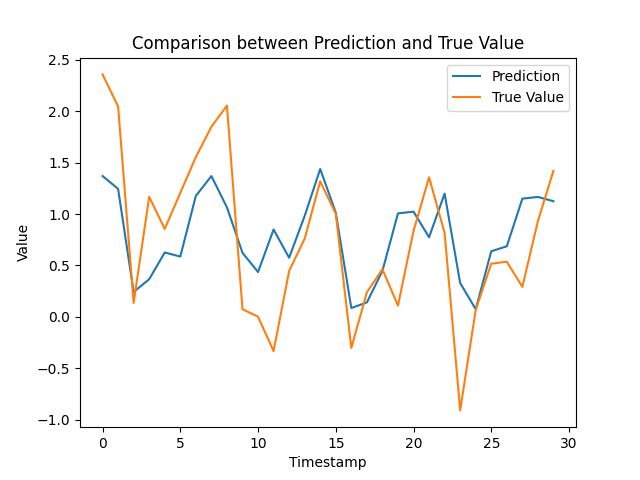 Comparison between Prediction and True Value
Prediction
True Value
2.5
2.0
1.5
1.0
0.5
0.0
−0.5
−1.0
Value
0 5 10 15 20 25 30
Timestamp